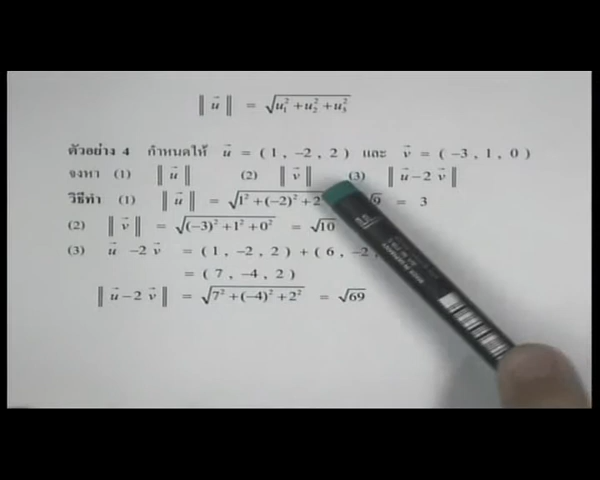 ‖ u⃗ ‖ = √(u₁² + u₂² + u₃²)
ตัวอย่าง 4 กำหนดให้ u⃗ = ( 1 , −2 , 2 ) และ v⃗ = ( −3 , 1 , 0 )
จงหา (1) ‖ u⃗ ‖ (2) ‖ v⃗ ‖ (3) ‖ u⃗ − 2 v⃗ ‖
วิธีทำ (1) ‖ u⃗ ‖ = √(1² + (−2)² + 2 √9 = 3
(2) ‖ v⃗ ‖ = √((−3)² + 1² + 0²) = √10
(3) u⃗ − 2 v⃗ = ( 1 , −2 , 2 ) + ( 6 , −2 ,
= ( 7 , −4 , 2 )
‖ u⃗ − 2 v⃗ ‖ = √(7² + (−4)² + 2²) = √69